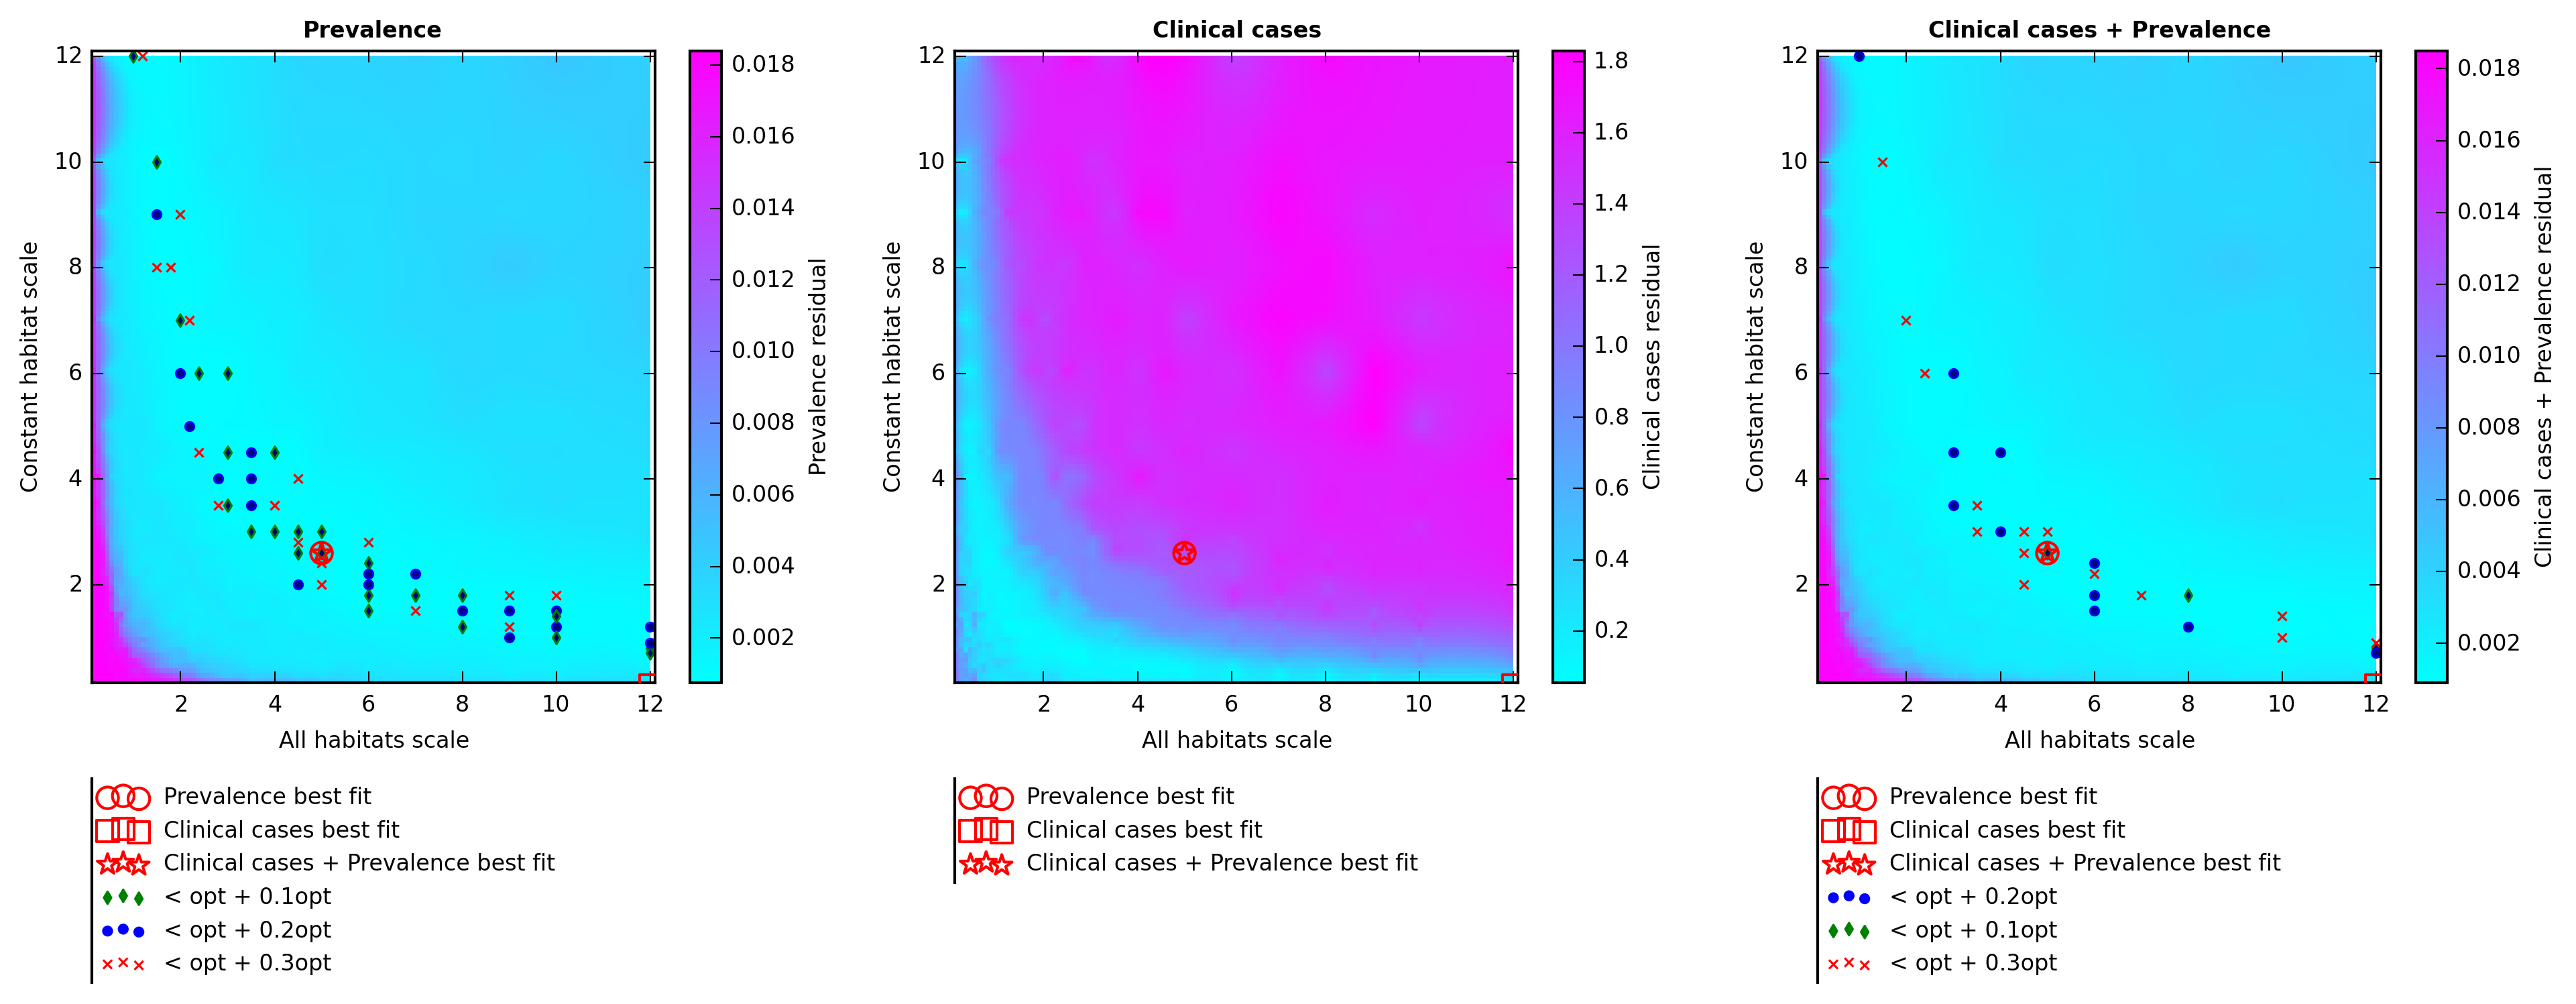 Prevalence
12
10
8
6
4
2
2 4 6 8 10 12
Constant habitat scale
All habitats scale
0.018
0.016
0.014
0.012
0.010
0.008
0.006
0.004
0.002
Prevalence residual
Prevalence best fit
Clinical cases best fit
Clinical cases + Prevalence best fit
< opt + 0.1opt
< opt + 0.2opt
< opt + 0.3opt
Clinical cases
12
10
8
6
4
2
2 4 6 8 10 12
Constant habitat scale
All habitats scale
1.8
1.6
1.4
1.2
1.0
0.8
0.6
0.4
0.2
Clinical cases residual
Prevalence best fit
Clinical cases best fit
Clinical cases + Prevalence best fit
Clinical cases + Prevalence
12
10
8
6
4
2
2 4 6 8 10 12
Constant habitat scale
All habitats scale
0.018
0.016
0.014
0.012
0.010
0.008
0.006
0.004
0.002
Clinical cases + Prevalence residual
Prevalence best fit
Clinical cases best fit
Clinical cases + Prevalence best fit
< opt + 0.2opt
< opt + 0.1opt
< opt + 0.3opt